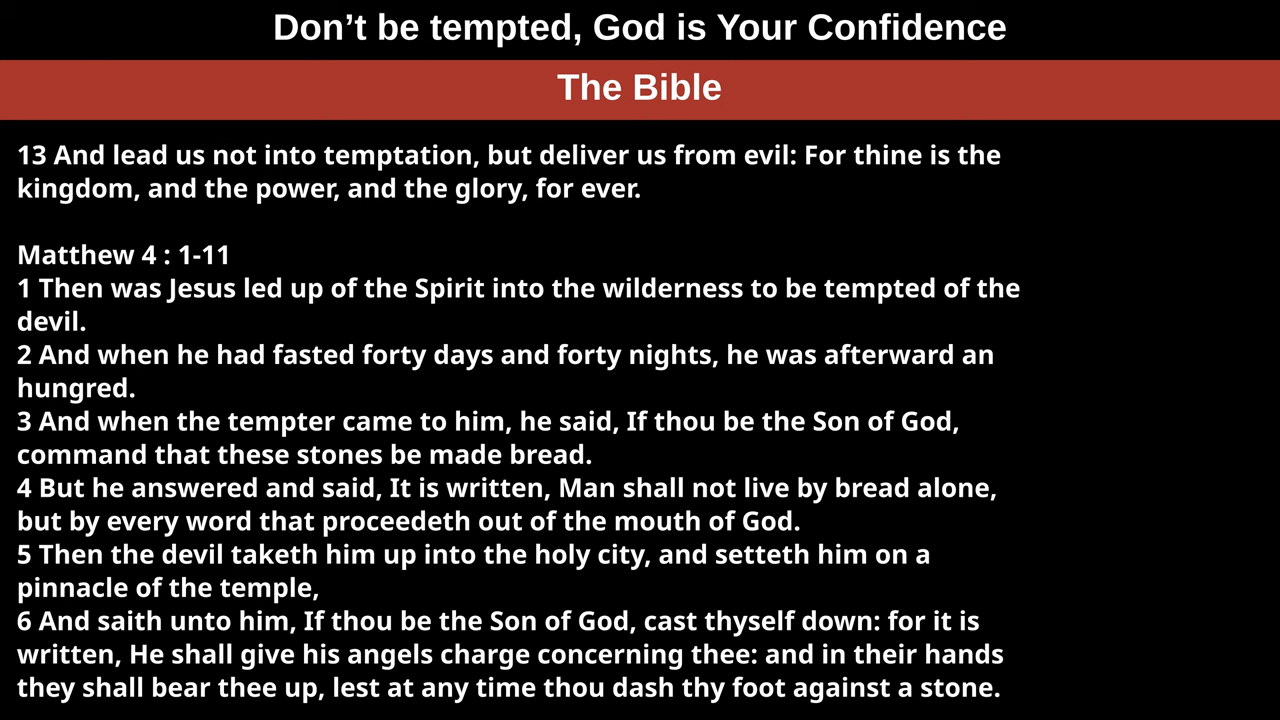 Don’t be tempted, God is Your Confidence
The Bible
13 And lead us not into temptation, but deliver us from evil: For thine is the
kingdom, and the power, and the glory, for ever.
Matthew 4 : 1-11
1 Then was Jesus led up of the Spirit into the wilderness to be tempted of the
devil.
2 And when he had fasted forty days and forty nights, he was afterward an
hungred.
3 And when the tempter came to him, he said, If thou be the Son of God,
command that these stones be made bread.
4 But he answered and said, It is written, Man shall not live by bread alone,
but by every word that proceedeth out of the mouth of God.
5 Then the devil taketh him up into the holy city, and setteth him on a
pinnacle of the temple,
6 And saith unto him, If thou be the Son of God, cast thyself down: for it is
written, He shall give his angels charge concerning thee: and in their hands
they shall bear thee up, lest at any time thou dash thy foot against a stone.